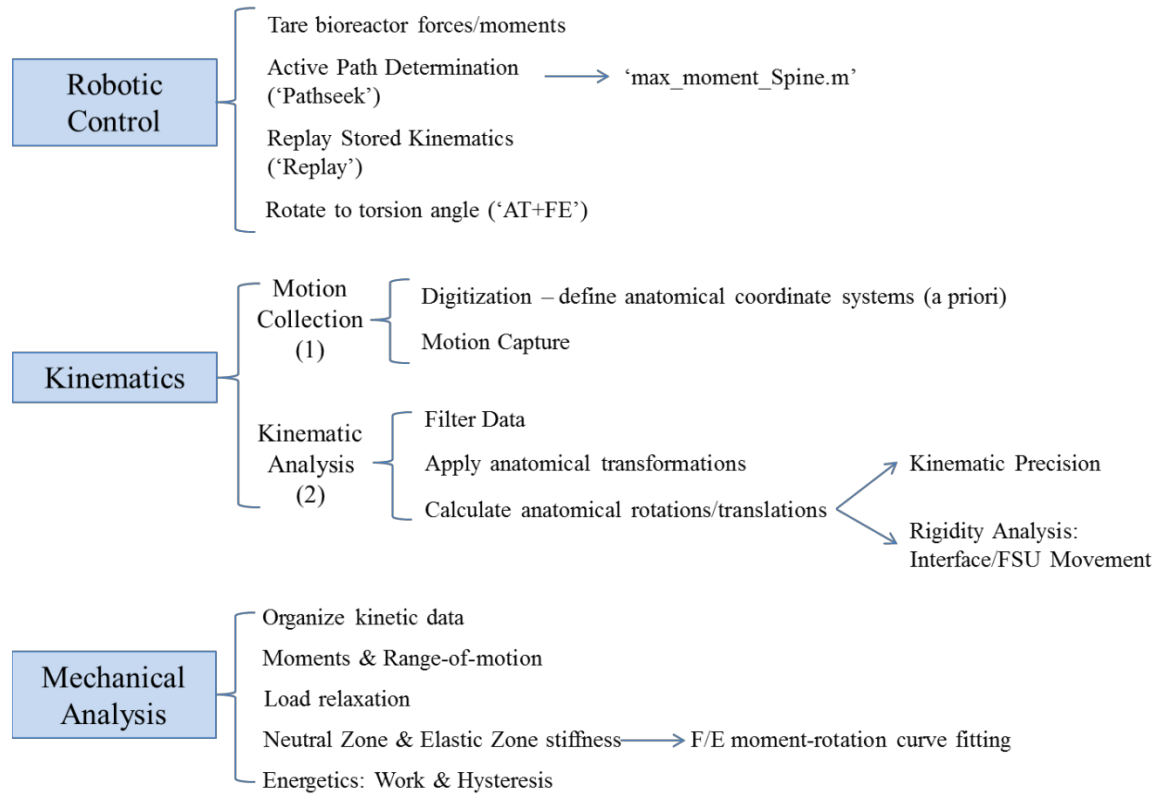 Robotic
Control
Tare bioreactor forces/moments
Active Path Determination
(‘Pathseek’)
‘max_moment_Spine.m’
Replay Stored Kinematics
(‘Replay’)
Rotate to torsion angle (‘AT+FE’)
Kinematics
Motion
Collection
(1)
Digitization – define anatomical coordinate systems (a priori)
Motion Capture
Kinematic
Analysis
(2)
Filter Data
Apply anatomical transformations
Calculate anatomical rotations/translations
Kinematic Precision
Rigidity Analysis:
Interface/FSU Movement
Mechanical
Analysis
Organize kinetic data
Moments & Range-of-motion
Load relaxation
Neutral Zone & Elastic Zone stiffness
F/E moment-rotation curve fitting
Energetics: Work & Hysteresis